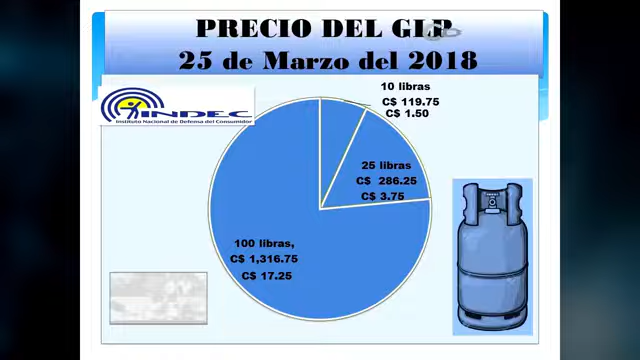 PRECIO DEL GLP
25 de Marzo del 2018
INDEC
Instituto Nacional de Defensa del Consumidor
10 libras
C$ 119.75
C$ 1.50
25 libras
C$ 286.25
C$ 3.75
100 libras,
C$ 1,316.75
C$ 17.25